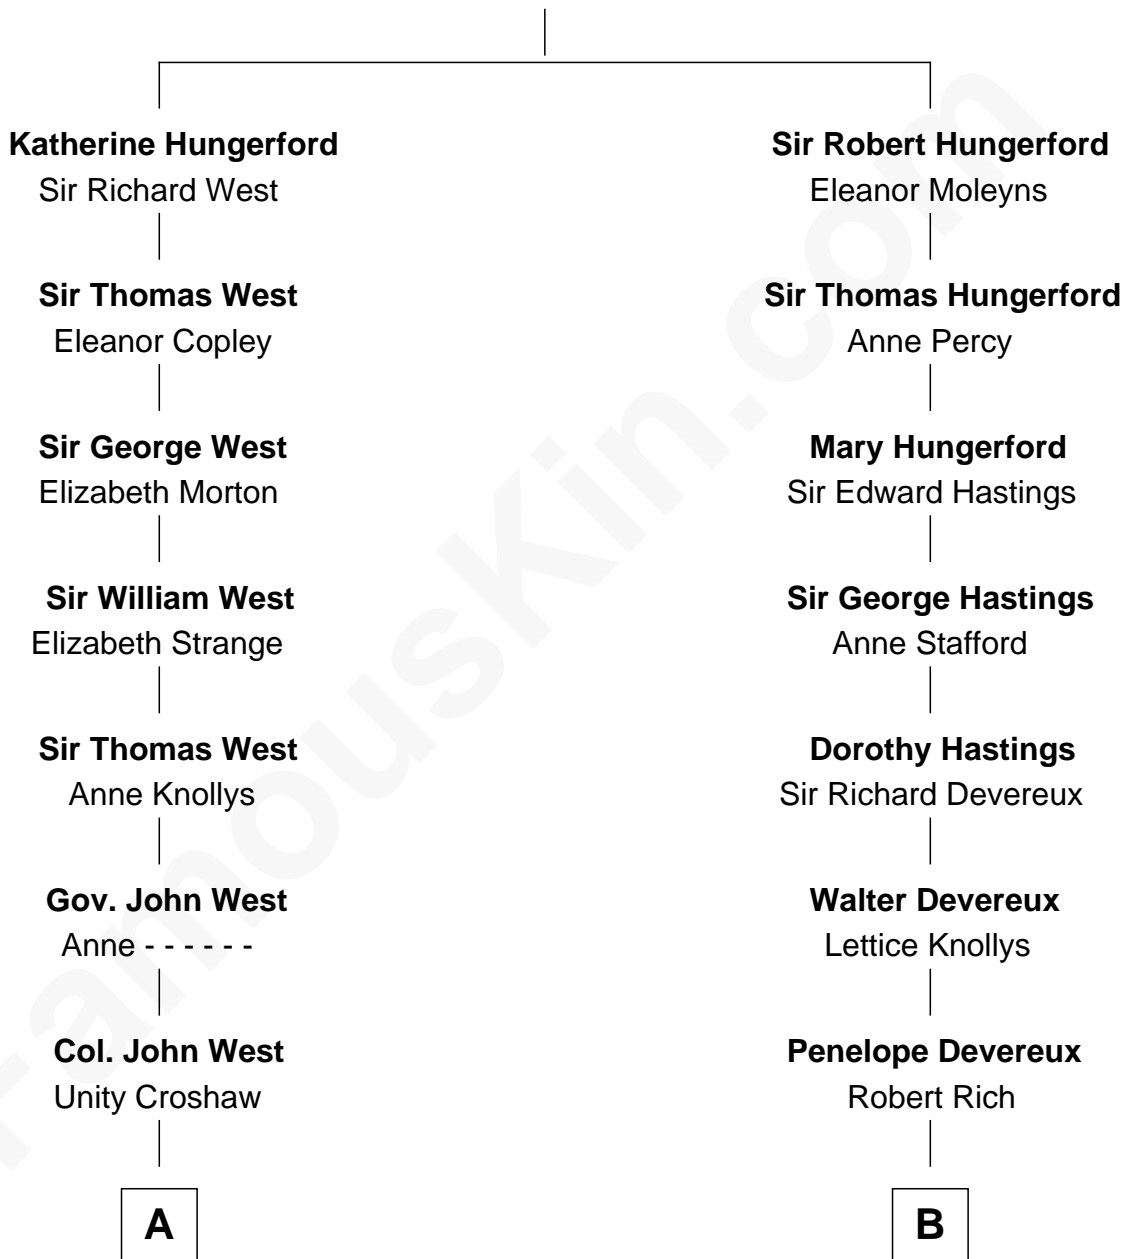 Katherine Hungerford
Sir Richard West
Sir Robert Hungerford
Eleanor Moleyns
Sir Thomas West
Eleanor Copley
Sir Thomas Hungerford
Anne Percy
Sir George West
Elizabeth Morton
Mary Hungerford
Sir Edward Hastings
Sir William West
Elizabeth Strange
Sir George Hastings
Anne Stafford
Sir Thomas West
Anne Knollys
Dorothy Hastings
Sir Richard Devereux
Gov. John West
Anne - - - - - -
Walter Devereux
Lettice Knollys
Col. John West
Unity Croshaw
Penelope Devereux
Robert Rich
A
B
FamousKin.com